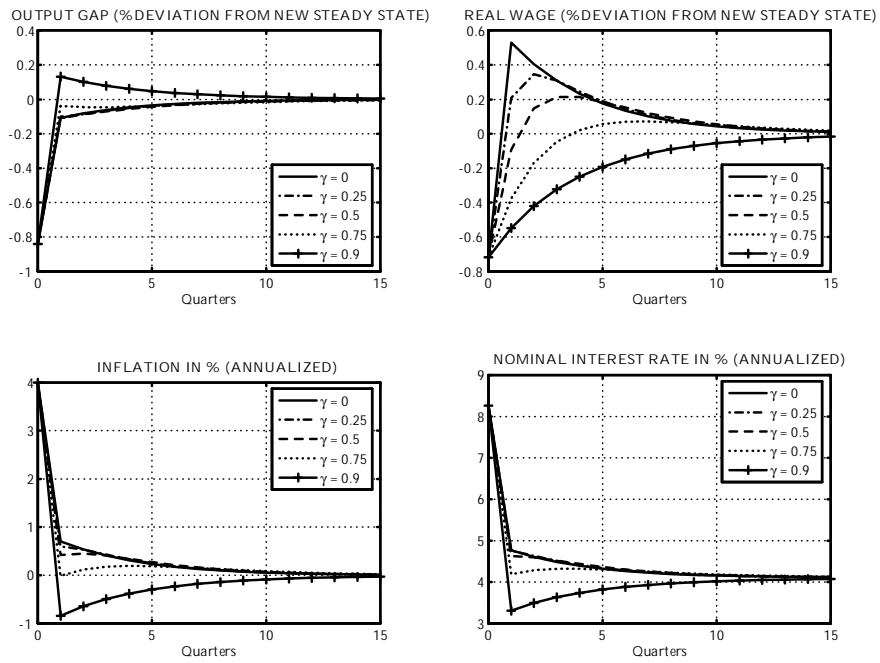 OUTPUT GAP (%DEVIATION FROM NEW STEADY STATE)
0.4
0.2
0
-0.2
-0.4
-0.6
-0.8
-1
0 5 10 15
Quarters
γ = 0
γ = 0.25
γ = 0.5
γ = 0.75
γ = 0.9
REAL WAGE (%DEVIATION FROM NEW STEADY STATE)
0.6
0.4
0.2
0
-0.2
-0.4
-0.6
-0.8
0 5 10 15
Quarters
γ = 0
γ = 0.25
γ = 0.5
γ = 0.75
γ = 0.9
INFLATION IN % (ANNUALIZED)
4
3
2
1
0
-1
0 5 10 15
Quarters
γ = 0
γ = 0.25
γ = 0.5
γ = 0.75
γ = 0.9
NOMINAL INTEREST RATE IN % (ANNUALIZED)
9
8
7
6
5
4
3
0 5 10 15
Quarters
γ = 0
γ = 0.25
γ = 0.5
γ = 0.75
γ = 0.9